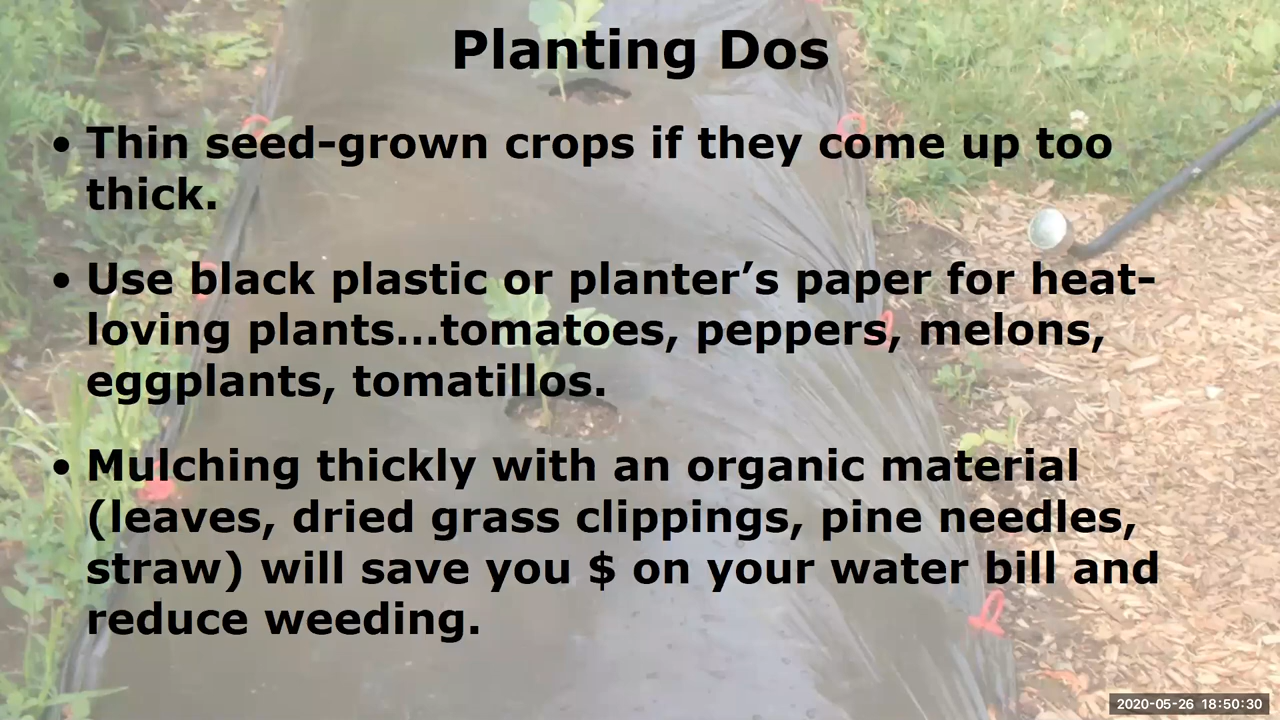 Planting Dos
• Thin seed-grown crops if they come up too
thick.
• Use black plastic or planter’s paper for heat-
loving plants…tomatoes, peppers, melons,
eggplants, tomatillos.
• Mulching thickly with an organic material
(leaves, dried grass clippings, pine needles,
straw) will save you $ on your water bill and
reduce weeding.
2020-05-26 18:50:30